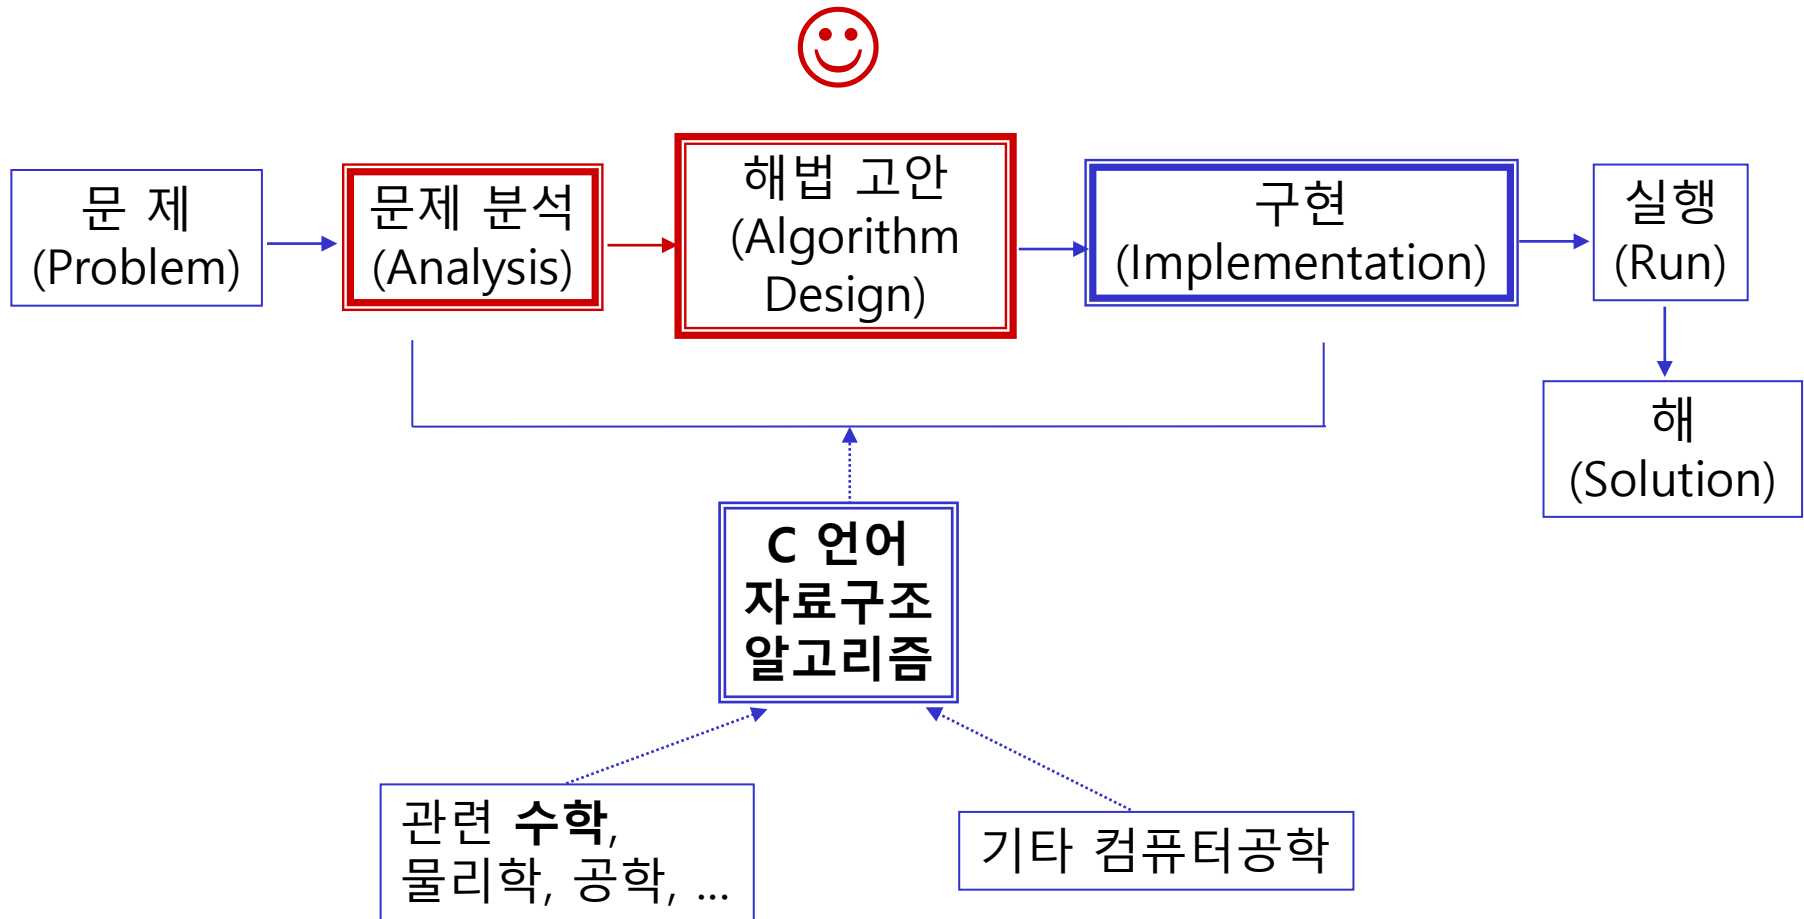 문 제
(Problem)
문제 분석
(Analysis)
해법 고안
(Algorithm
Design)
구현
(Implementation)
실행
(Run)
해
(Solution)
C 언어
자료구조
알고리즘
관련 수학,
물리학, 공학, ...
기타 컴퓨터공학